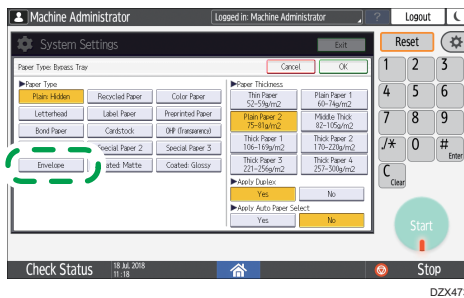 Machine Administrator
Logged in: Machine Administrator
?
Logout
System Settings
Exit
Reset
Paper Type: Bypass Tray
Cancel
OK
▶Paper Type
▶Paper Thickness
Plain: Hidden
Recycled Paper
Color Paper
Thin Paper
52-59g/m2
Plain Paper 1
60-74g/m2
Letterhead
Label Paper
Preprinted Paper
Plain Paper 2
75-81g/m2
Middle Thick
82-105g/m2
Bond Paper
Cardstock
OHP (Transparency)
Thick Paper 1
106-169g/m2
Thick Paper 2
170-220g/m2
Special Paper 2
Special Paper 3
Envelope
Coated: Matte
Coated: Glossy
Thick Paper 3
221-256g/m2
Thick Paper 4
257-300g/m2
▶Apply Duplex
Yes
No
▶Apply Auto Paper Select
Yes
No
1 2 3
4 5 6
7 8 9
./* 0 #
Enter
C
Clear
Start
Check Status
18 Jul. 2018
11:18
Stop